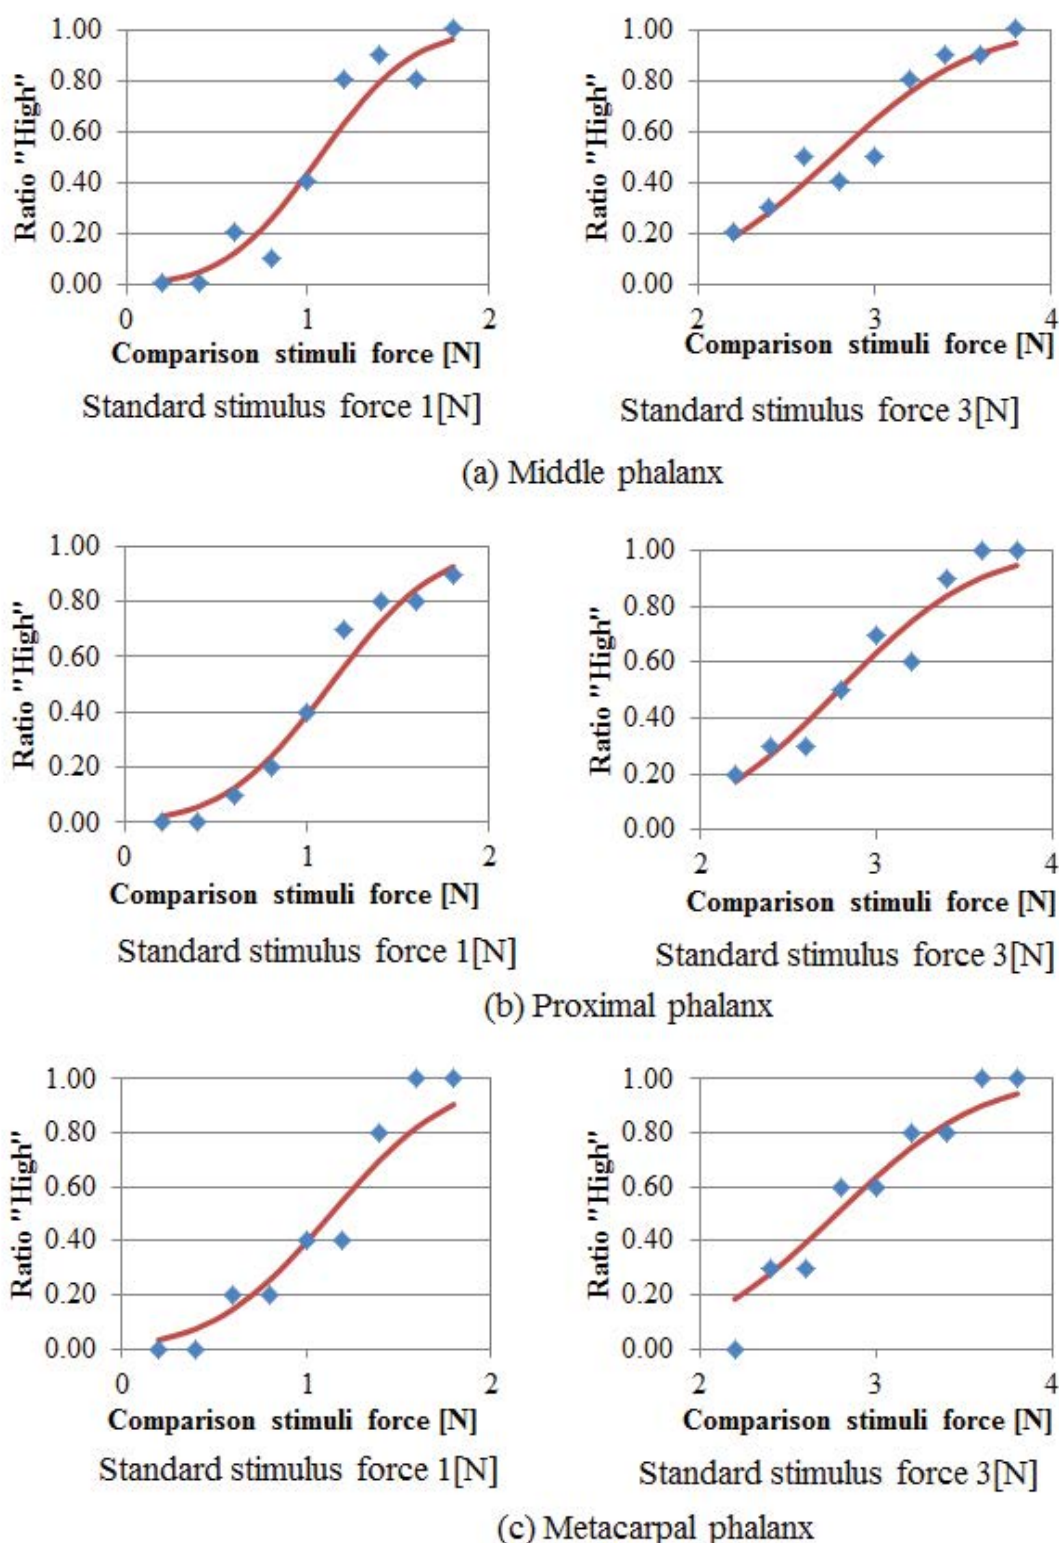 1.00
0.80
0.60
0.40
0.20
0.00
Ratio "High"
0 1 2
Comparison stimuli force [N]
Standard stimulus force 1[N]
1.00
0.80
0.60
0.40
0.20
0.00
Ratio "High"
2 3 4
Comparison stimuli force [N]
Standard stimulus force 3[N]
(a) Middle phalanx
1.00
0.80
0.60
0.40
0.20
0.00
Ratio "High"
0 1 2
Comparison stimuli force [N]
Standard stimulus force 1[N]
1.00
0.80
0.60
0.40
0.20
0.00
Ratio "High"
2 3 4
Comparison stimuli force [N]
Standard stimulus force 3[N]
(b) Proximal phalanx
1.00
0.80
0.60
0.40
0.20
0.00
Ratio "High"
0 1 2
Comparison stimuli force [N]
Standard stimulus force 1[N]
1.00
0.80
0.60
0.40
0.20
0.00
Ratio "High"
2 3 4
Comparison stimuli force [N]
Standard stimulus force 3[N]
(c) Metacarpal phalanx